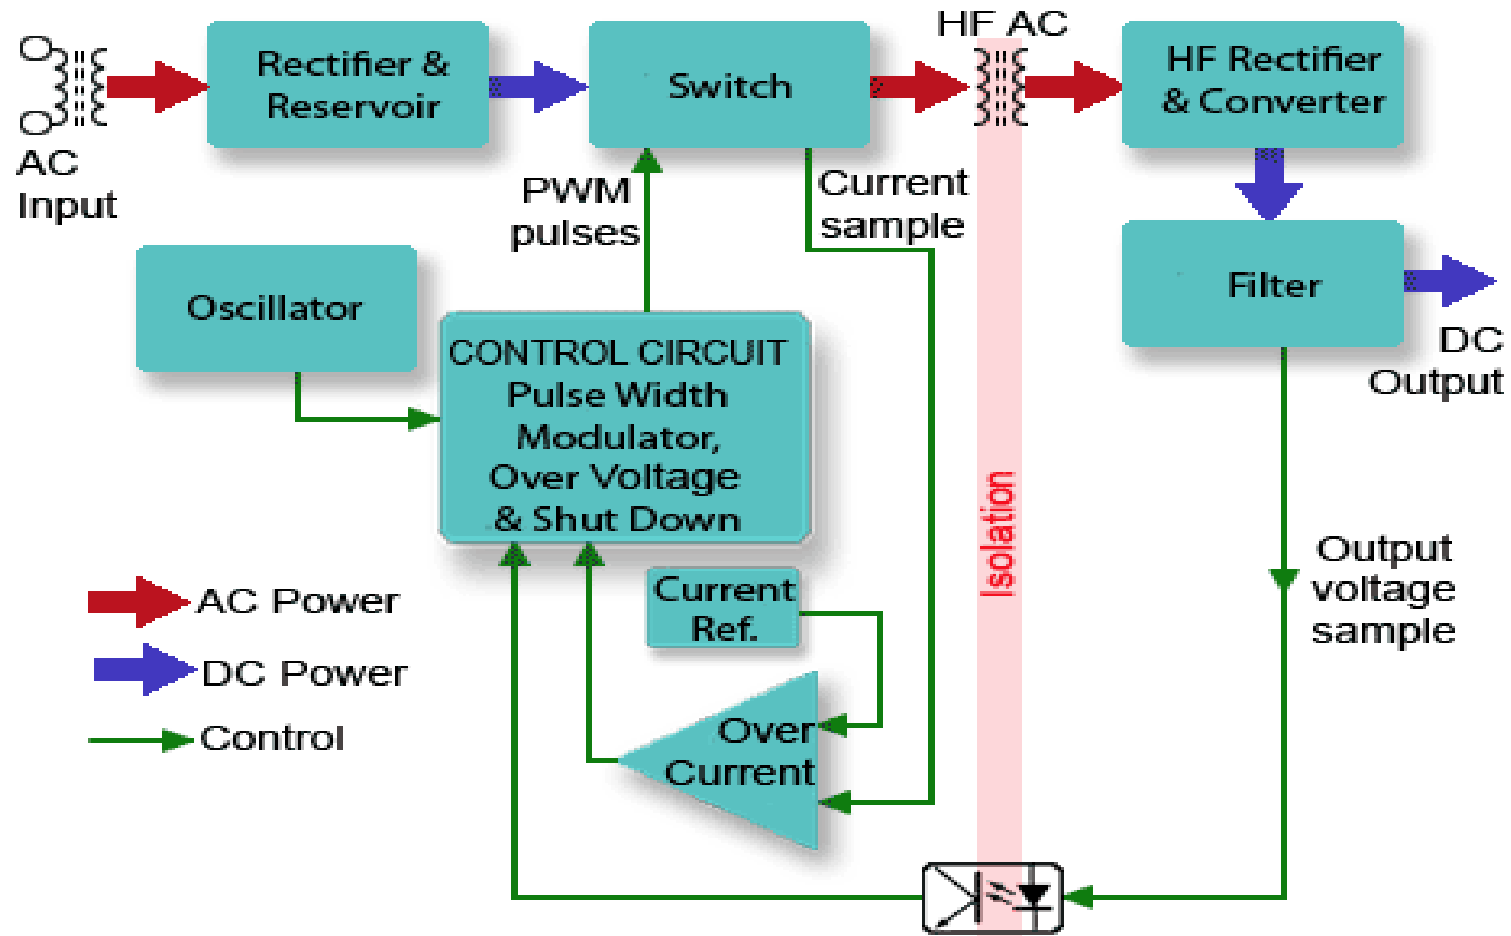 HF AC
Rectifier &
Reservoir
Switch
HF Rectifier
& Converter
AC
Input
PWM
pulses
Current
sample
Oscillator
Filter
DC
Output
CONTROL CIRCUIT
Pulse Width
Modulator,
Over Voltage
& Shut Down
Isolation
Output
voltage
sample
Current
Ref.
AC Power
DC Power
Control
Over
Current